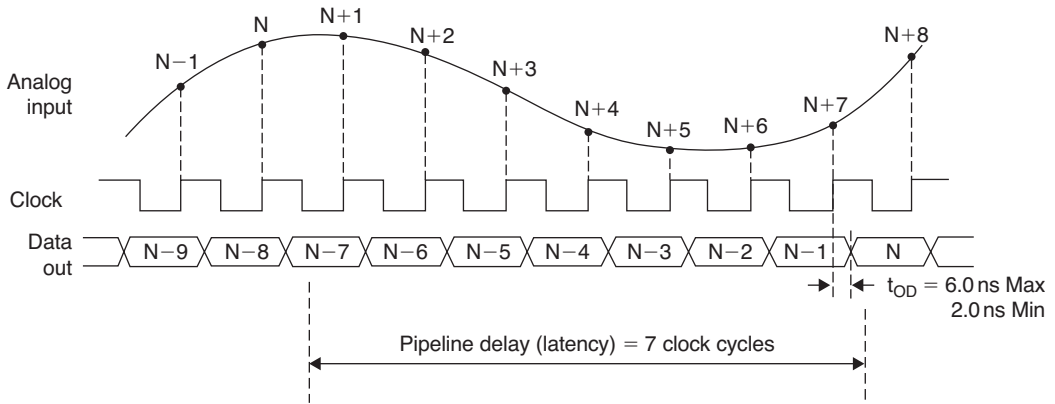 N−1
N
N+1
N+2
N+3
N+4
N+5
N+6
N+7
N+8
Analog
input
Clock
Data
out
N−9
N−8
N−7
N−6
N−5
N−4
N−3
N−2
N−1
N
tOD = 6.0 ns Max
2.0 ns Min
Pipeline delay (latency) = 7 clock cycles